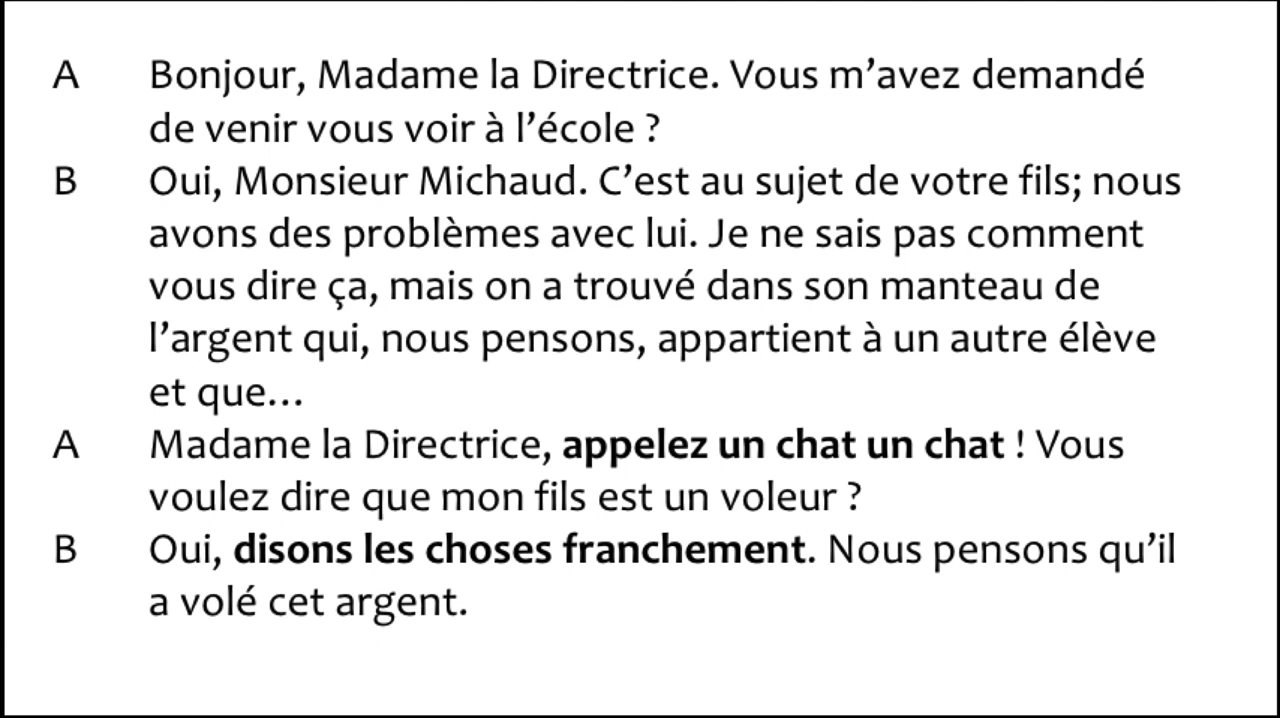 A Bonjour, Madame la Directrice. Vous m’avez demandé
de venir vous voir à l’école ?
B Oui, Monsieur Michaud. C’est au sujet de votre fils; nous
avons des problèmes avec lui. Je ne sais pas comment
vous dire ça, mais on a trouvé dans son manteau de
l’argent qui, nous pensons, appartient à un autre élève
et que…
A Madame la Directrice, appelez un chat un chat ! Vous
voulez dire que mon fils est un voleur ?
B Oui, disons les choses franchement. Nous pensons qu’il
a volé cet argent.